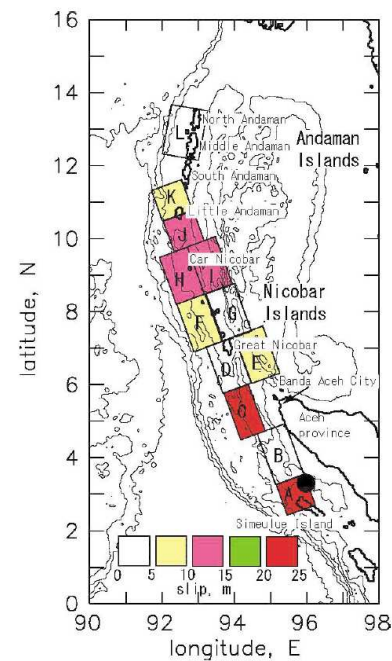 16
14
12
10
8
6
4
2
0
latitude, N
North Andaman
L
Middle Andaman
Andaman
Islands
South Andaman
K
Little Andaman
J
Car Nicobar
H
I
Nicobar
Islands
G
F
Great Nicobar
D
E
Banda Aceh City
C
Aceh
province
B
A
Simeulue Island
0 5 10 15 20 25
slip, m
90 92 94 96 98
longitude, E